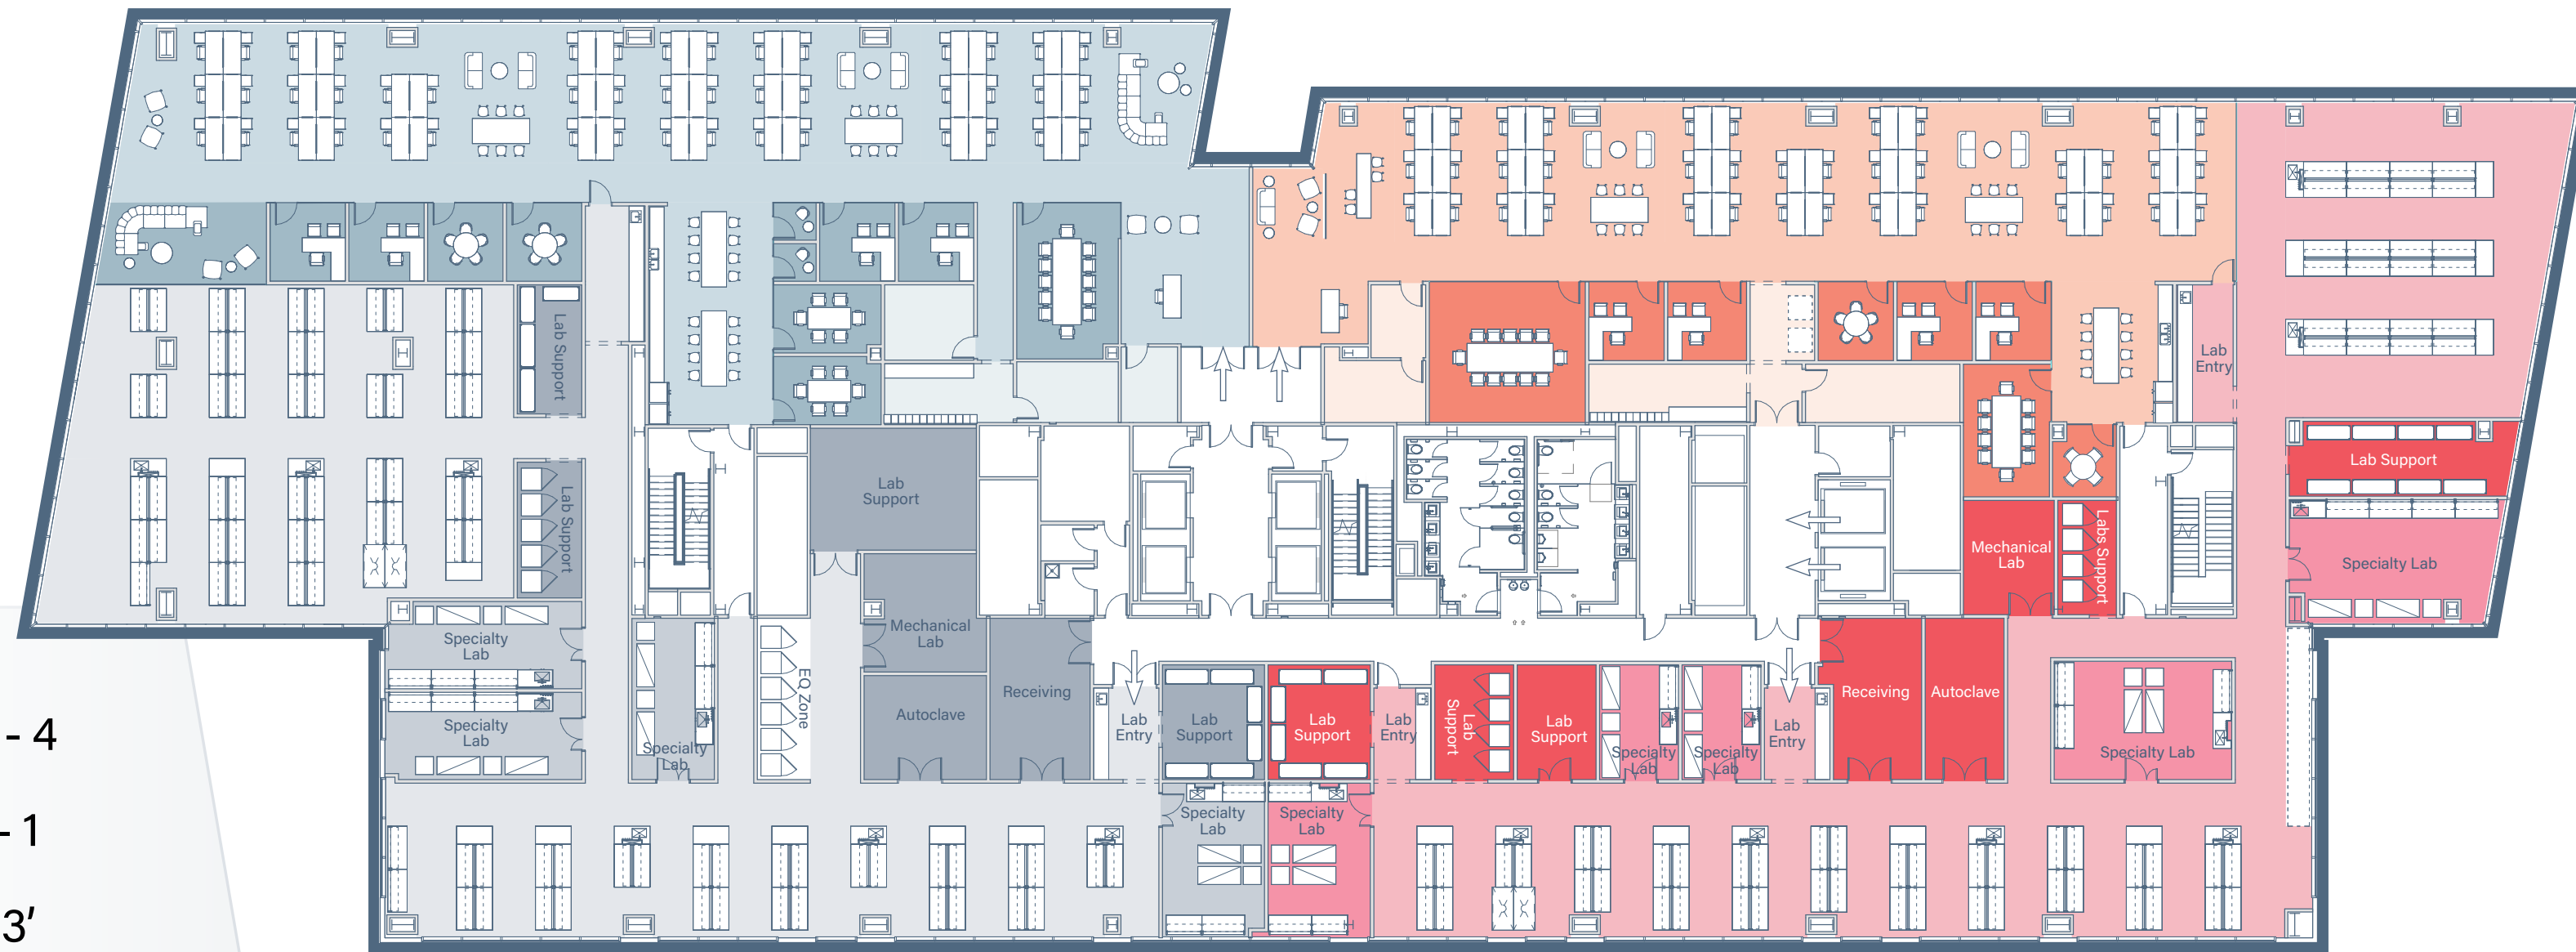 Lab Support
Lab
Entry
Lab Support
Lab Support
Lab
Support
Mechanical
Lab
Labs Support
Specialty Lab
Specialty
Lab
Specialty
Lab
Specialty
Lab
EQ Zone
Mechanical
Lab
Autoclave
Receiving
Lab
Entry
Lab
Support
Lab
Support
Lab
Entry
Lab
Support
Lab
Support
Specialty
Lab
Specialty
Lab
Lab
Entry
Receiving
Autoclave
Specialty Lab
Specialty
Lab
Specialty
Lab
- 4
- 1
3'